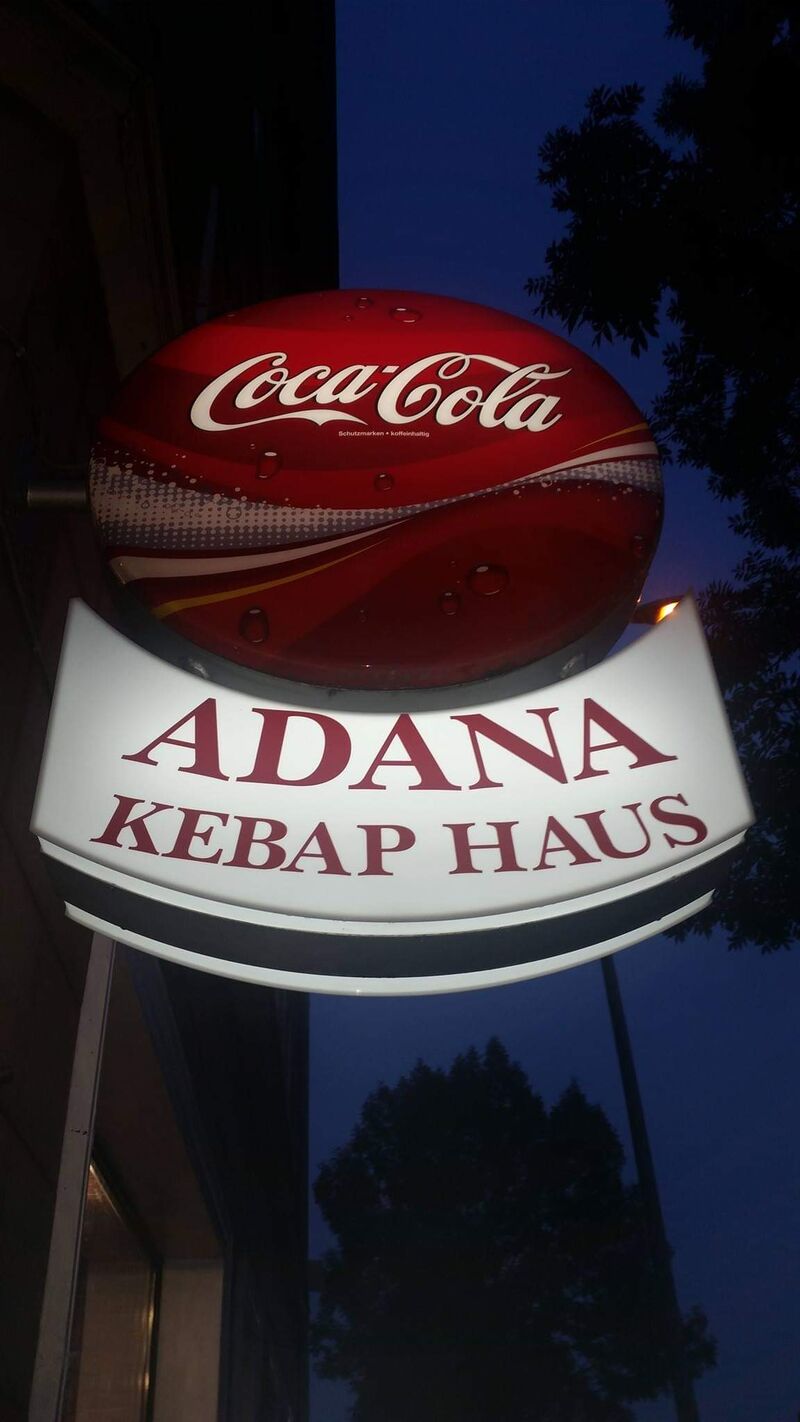 Coca-Cola
Schutzmarken • koffeinhaltig
ADANA
KEBAP HAUS